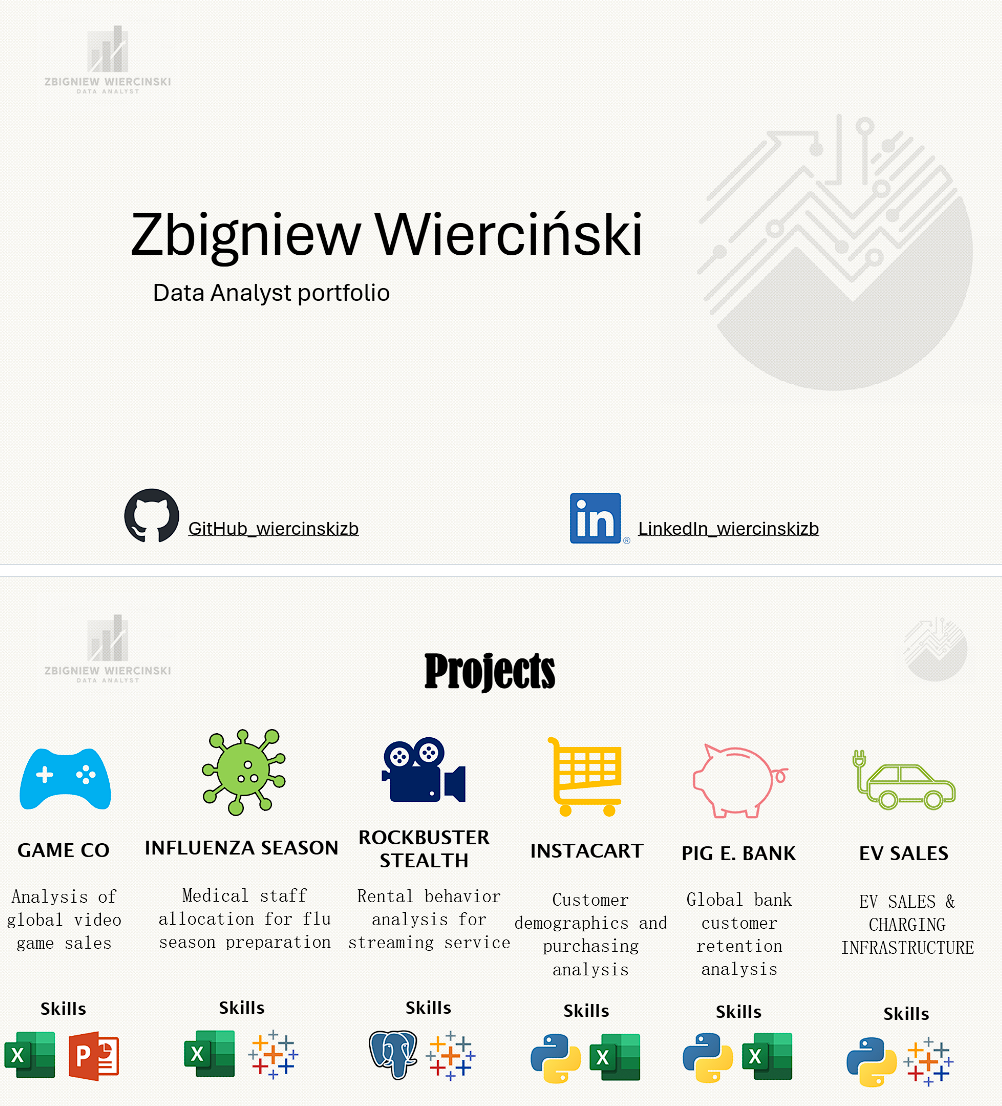 ZBIGNIEW WIERCINSKI
DATA ANALYST
Zbigniew Wierciński
Data Analyst portfolio
GitHub_wiercinskizb
in ®
LinkedIn_wiercinskizb
ZBIGNIEW WIERCINSKI
DATA ANALYST
Projects
GAME CO
Analysis of
global video
game sales
Skills
X
P
INFLUENZA SEASON
Medical staff
allocation for flu
season preparation
Skills
X
ROCKBUSTER
STEALTH
Rental behavior
analysis for
streaming service
Skills
INSTACART
Customer
demographics and
purchasing
analysis
Skills
X
PIG E. BANK
Global bank
customer
retention
analysis
Skills
X
EV SALES
EV SALES &
CHARGING
INFRASTRUCTURE
Skills